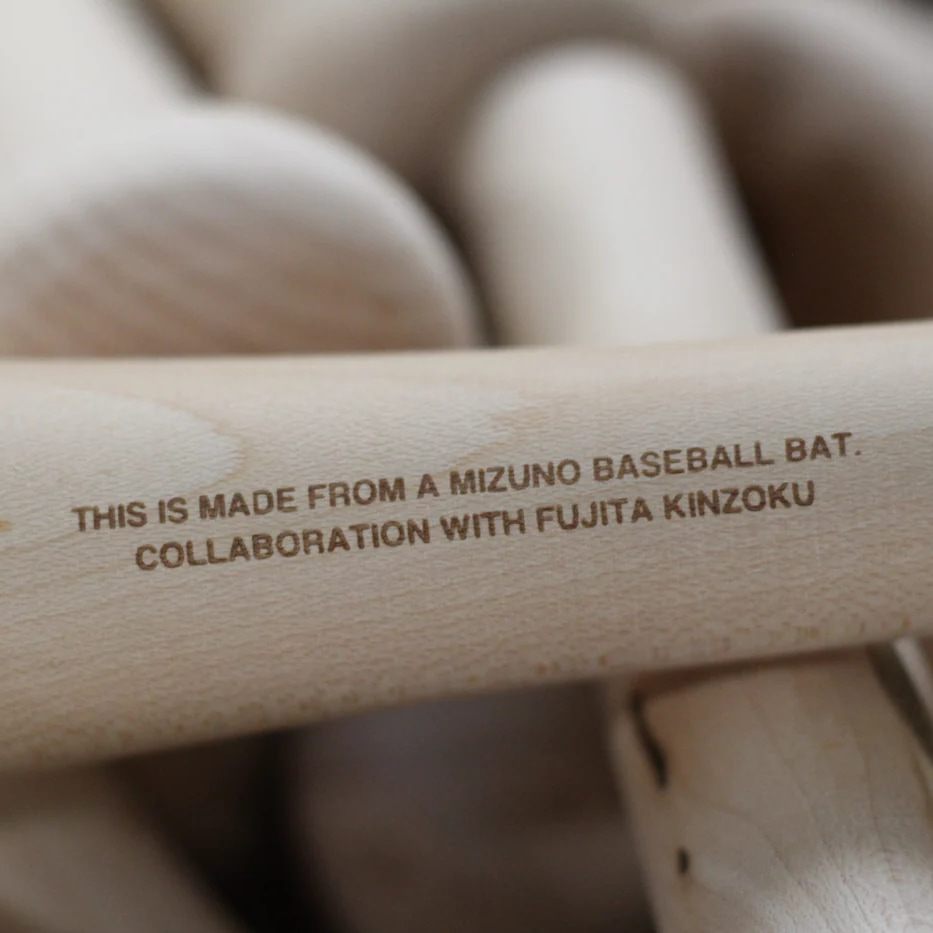 THIS IS MADE FROM A MIZUNO BASEBALL BAT.
COLLABORATION WITH FUJITA KINZOKU